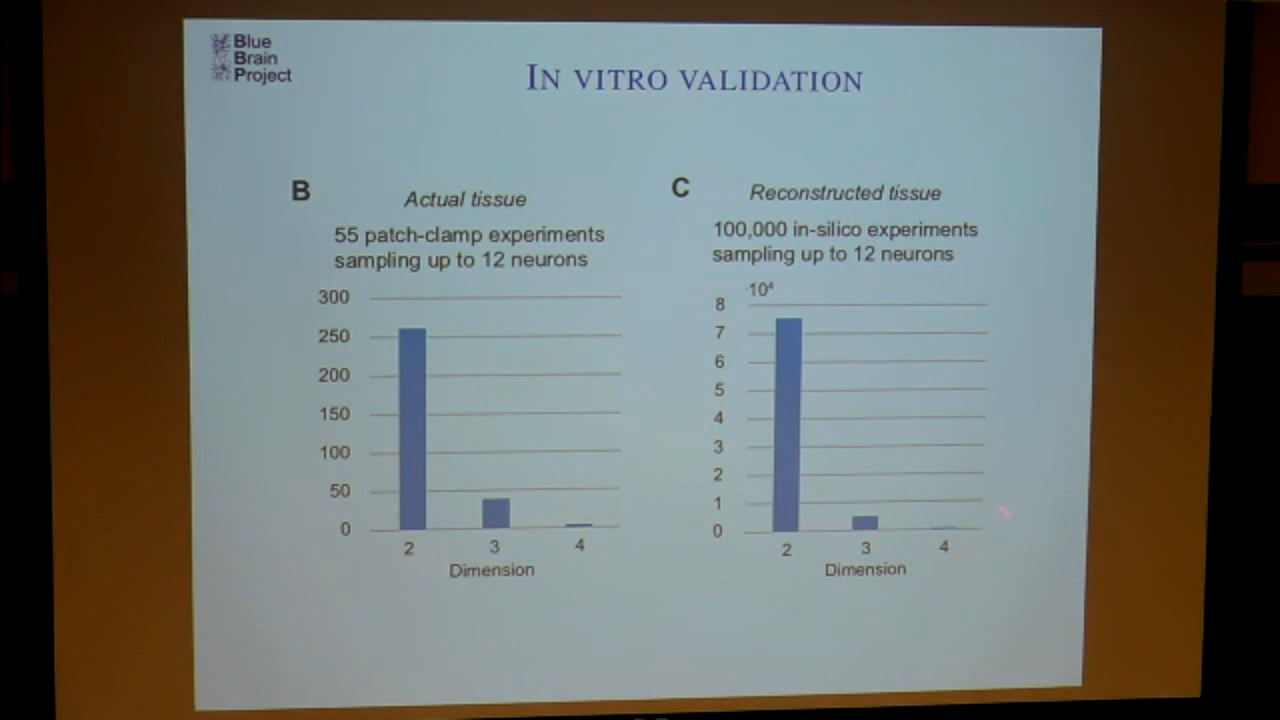 Blue
Brain
Project
IN VITRO VALIDATION
B
Actual tissue
55 patch-clamp experiments
sampling up to 12 neurons
300
250
200
150
100
50
0
2 3 4
Dimension
C
Reconstructed tissue
100,000 in-silico experiments
sampling up to 12 neurons
·10⁴
8
7
6
5
4
3
2
1
0
2 3 4
Dimension